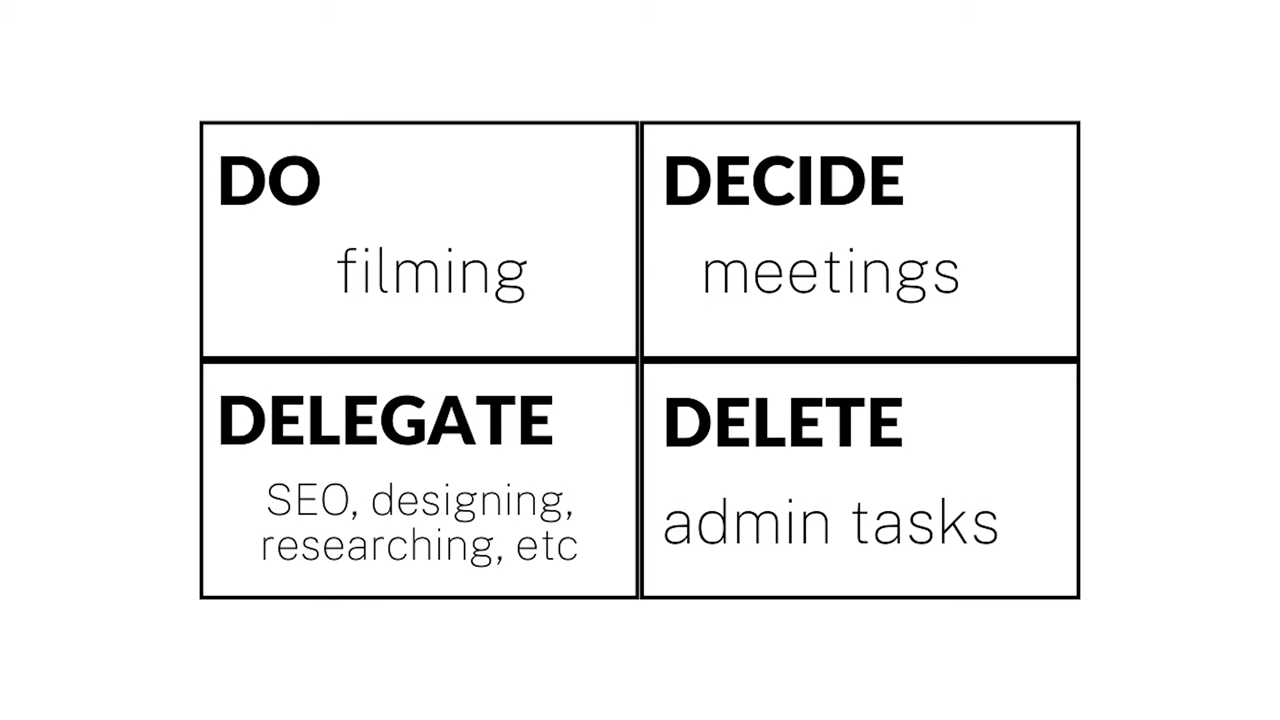 DO
filming
DECIDE
meetings
DELEGATE
SEO, designing,
researching, etc
DELETE
admin tasks